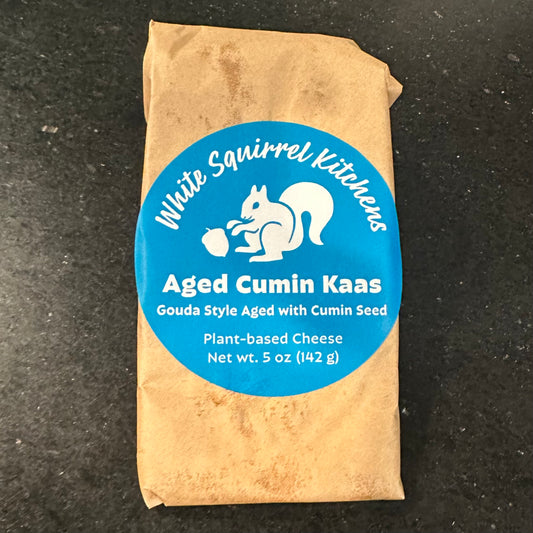 White Squirrel Kitchens
Aged Cumin Kaas
Gouda Style Aged with Cumin Seed
Plant-based Cheese
Net wt. 5 oz (142 g)